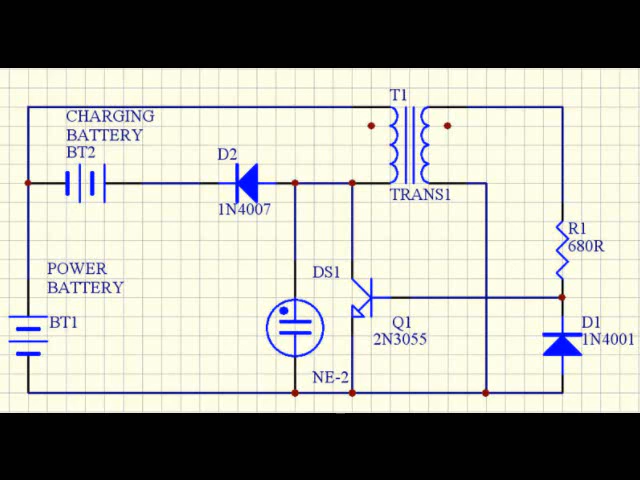 T1
CHARGING
BATTERY
BT2
D2
1N4007
TRANS1
R1
680R
POWER
BATTERY
BT1
DS1
Q1
2N3055
D1
1N4001
NE-2